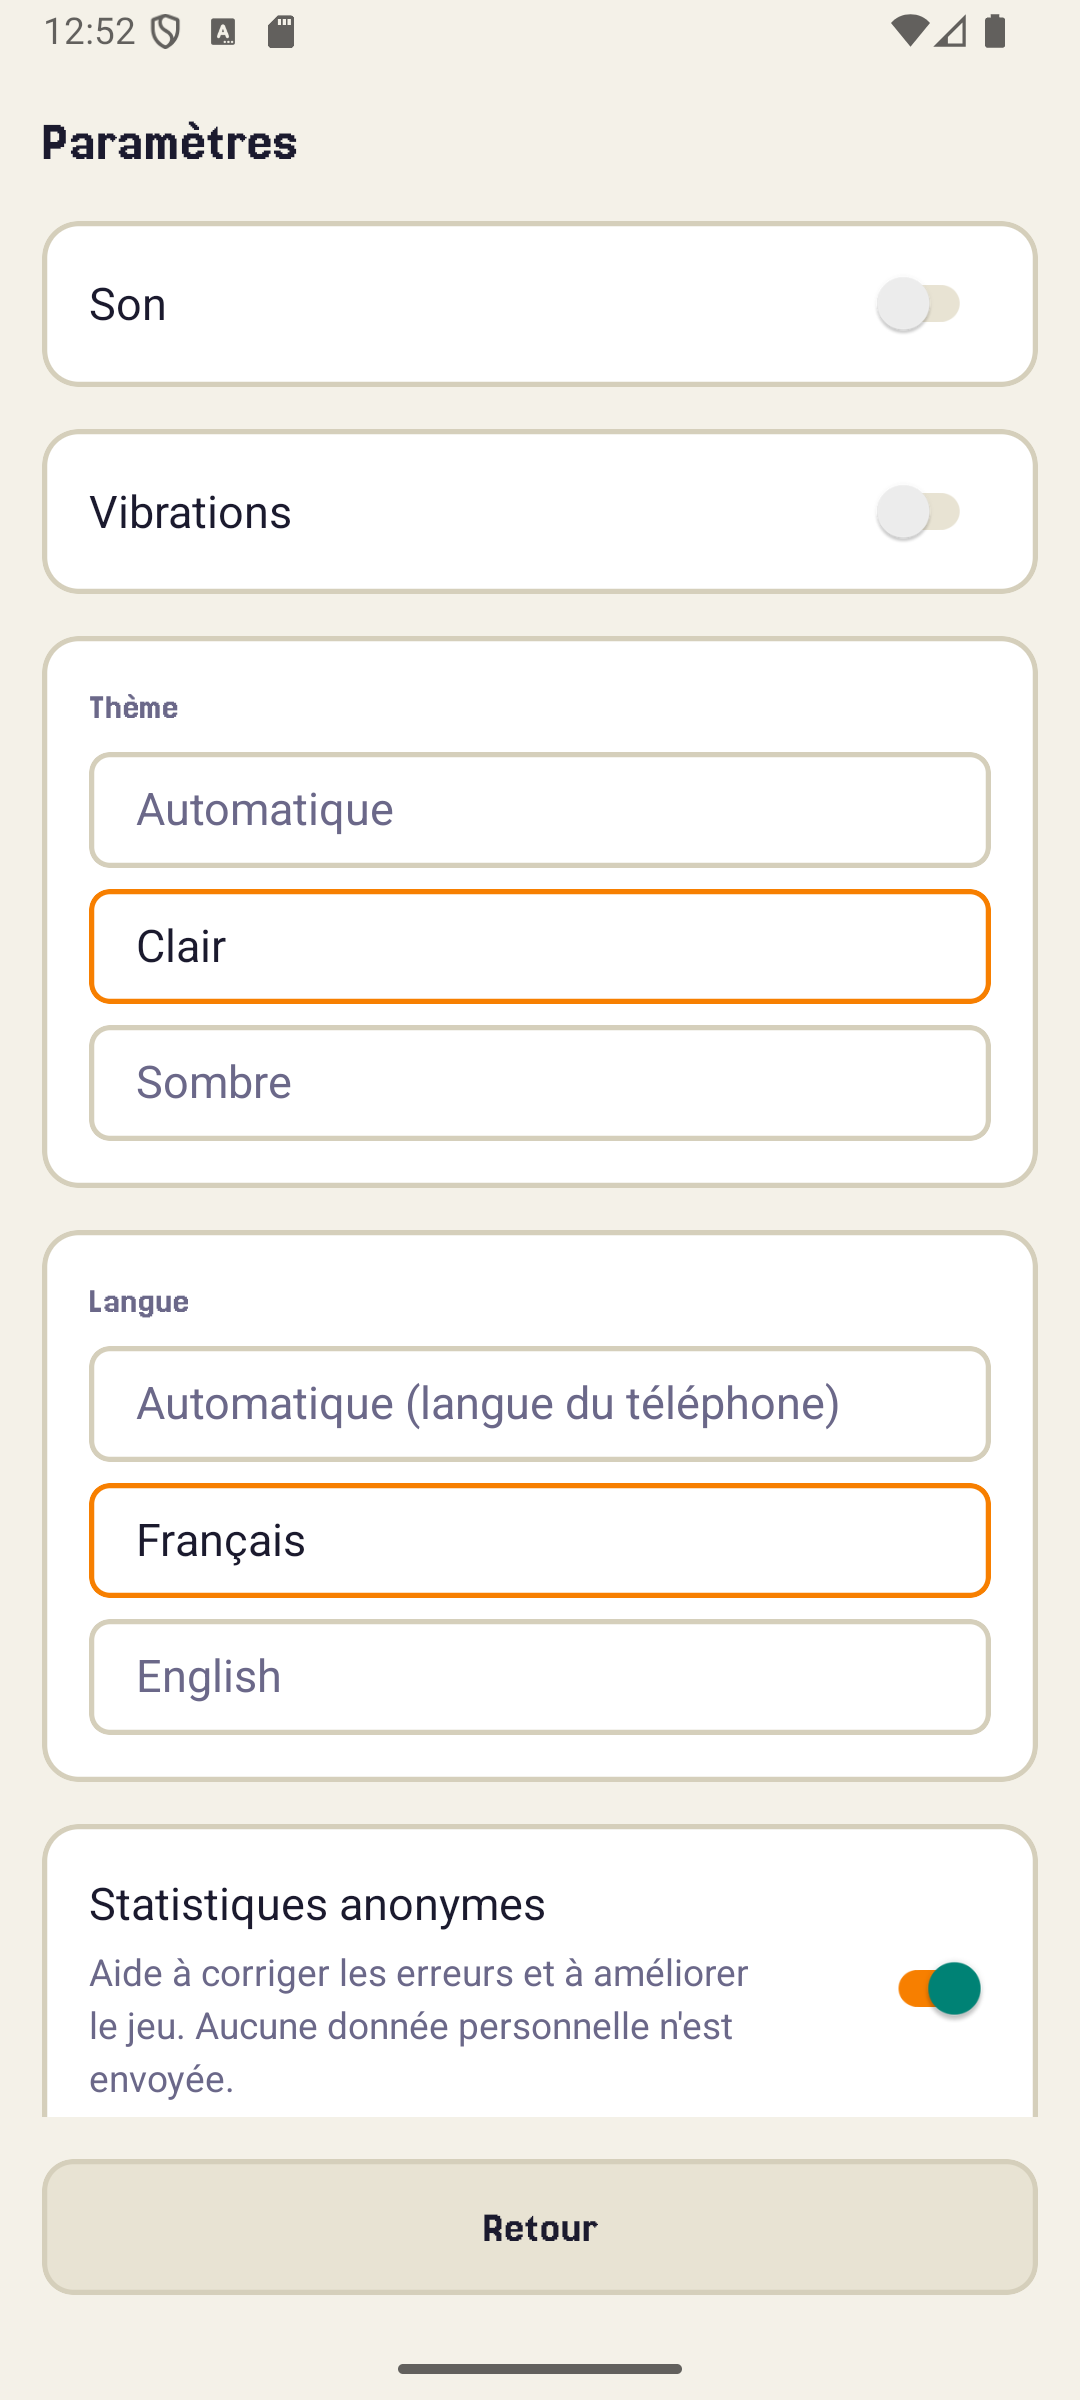 12:52
Paramètres
Son
Vibrations
Thème
Automatique
Clair
Sombre
Langue
Automatique (langue du téléphone)
Français
English
Statistiques anonymes
Aide à corriger les erreurs et à améliorer
le jeu. Aucune donnée personnelle n'est
envoyée.
Retour